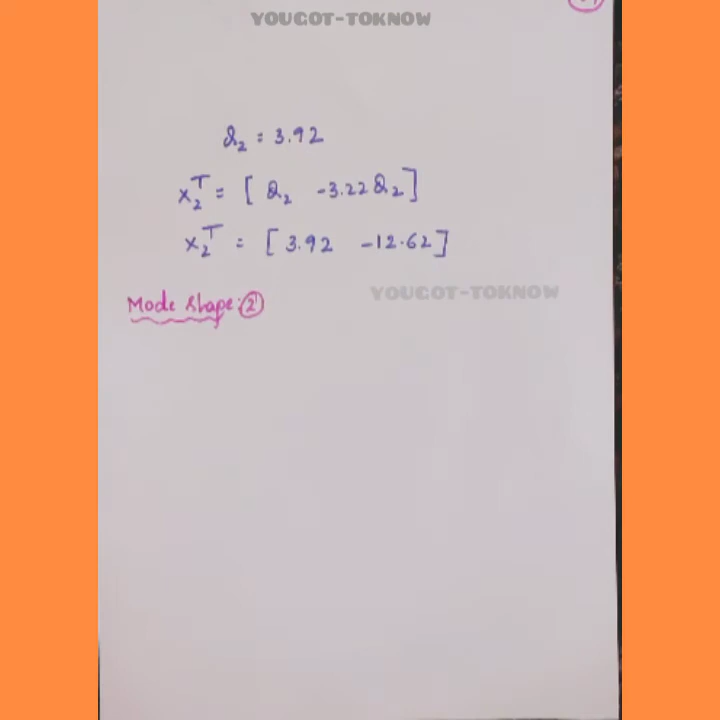 YOUGOT-TOKNOW
a₂ = 3.92
x₂ᵀ = [ a₂ -3.22a₂ ]
x₂ᵀ = [ 3.92 -12.62 ]
YOUGOT-TOKNOW
Mode shape: ②